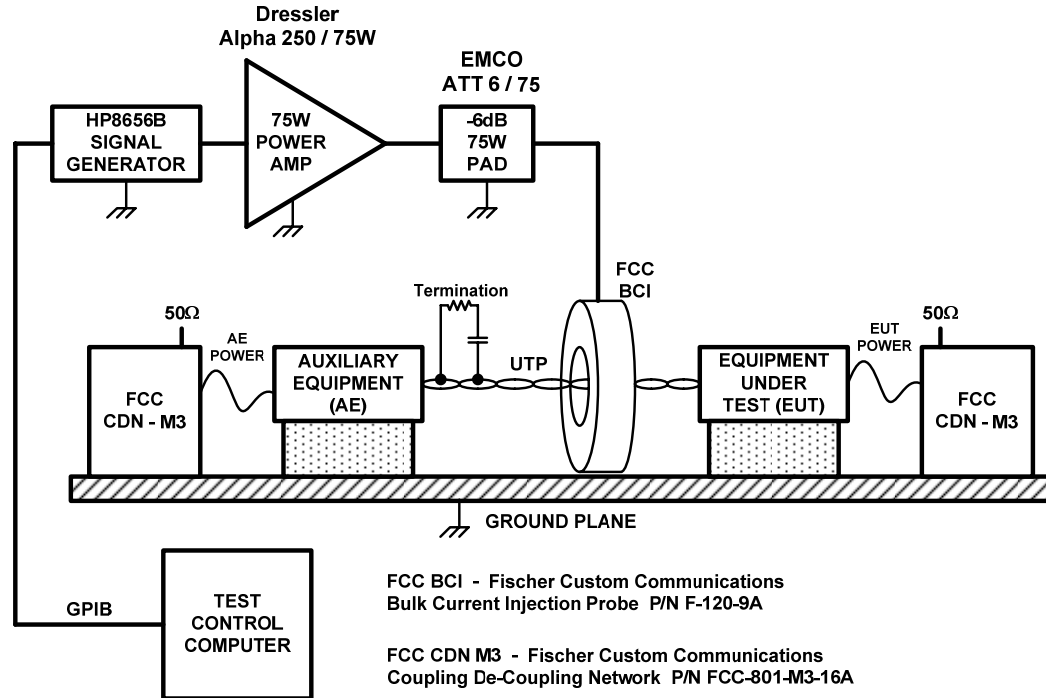 Dressler
Alpha 250 / 75W
EMCO
ATT 6 / 75
HP8656B
SIGNAL
GENERATOR
75W
POWER
AMP
-6dB
75W
PAD
FCC
BCI
Termination
50Ω
AE
POWER
UTP
EUT
POWER
50Ω
FCC
CDN - M3
AUXILIARY
EQUIPMENT
(AE)
EQUIPMENT
UNDER
TEST (EUT)
FCC
CDN - M3
GROUND PLANE
GPIB
TEST
CONTROL
COMPUTER
FCC BCI - Fischer Custom Communications
Bulk Current Injection Probe P/N F-120-9A
FCC CDN M3 - Fischer Custom Communications
Coupling De-Coupling Network P/N FCC-801-M3-16A